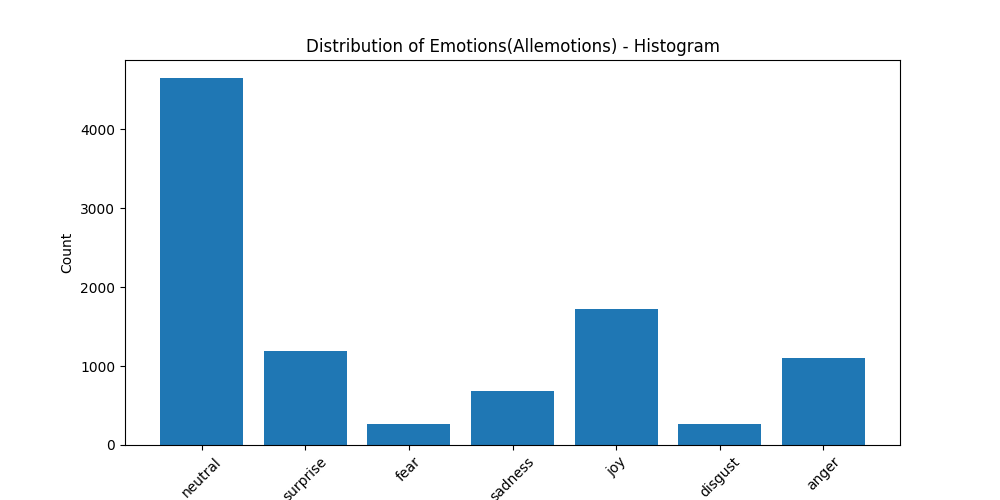 Distribution of Emotions(Allemotions) - Histogram
Count
4000
3000
2000
1000
0
neutral
surprise
fear
sadness
joy
disgust
anger